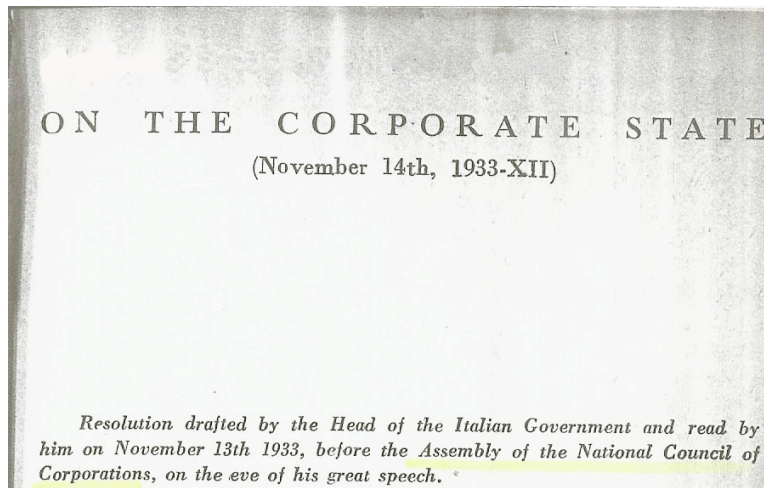 ON THE CORPORATE STATE
(November 14th, 1933-XII)
Resolution drafted by the Head of the Italian Government and read by
him on November 13th 1933, before the Assembly of the National Council of
Corporations, on the eve of his great speech.